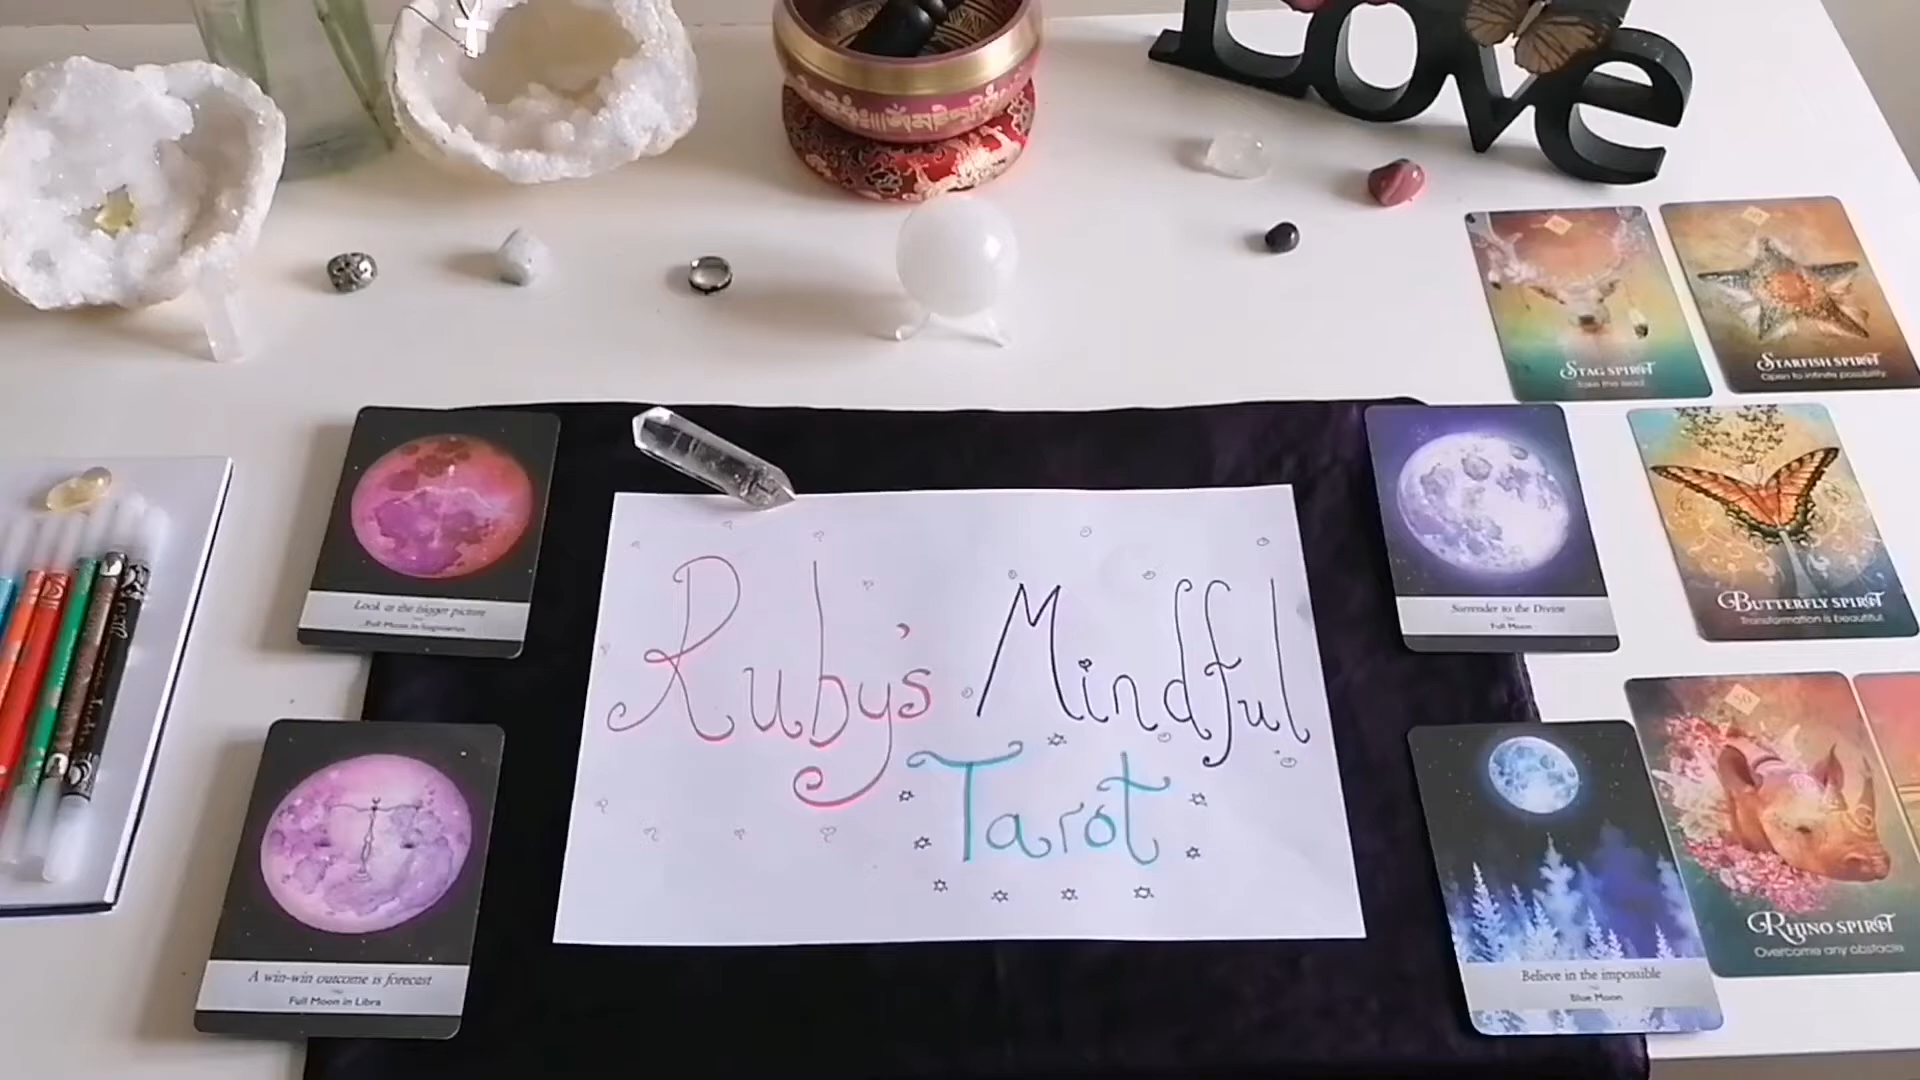 Love
STAG SPIRIT
Take the lead
STARFISH SPIRIT
Open to infinite possibility
Look at the bigger picture
Full Moon in Sagittarius
Surrender to the Divine
Full Moon
BUTTERFLY SPIRIT
Transformation is beautiful
Ruby's Mindful
Tarot
A win-win outcome is forecast
Full Moon in Libra
Believe in the impossible
Blue Moon
RHINO SPIRIT
Overcome any obstacle